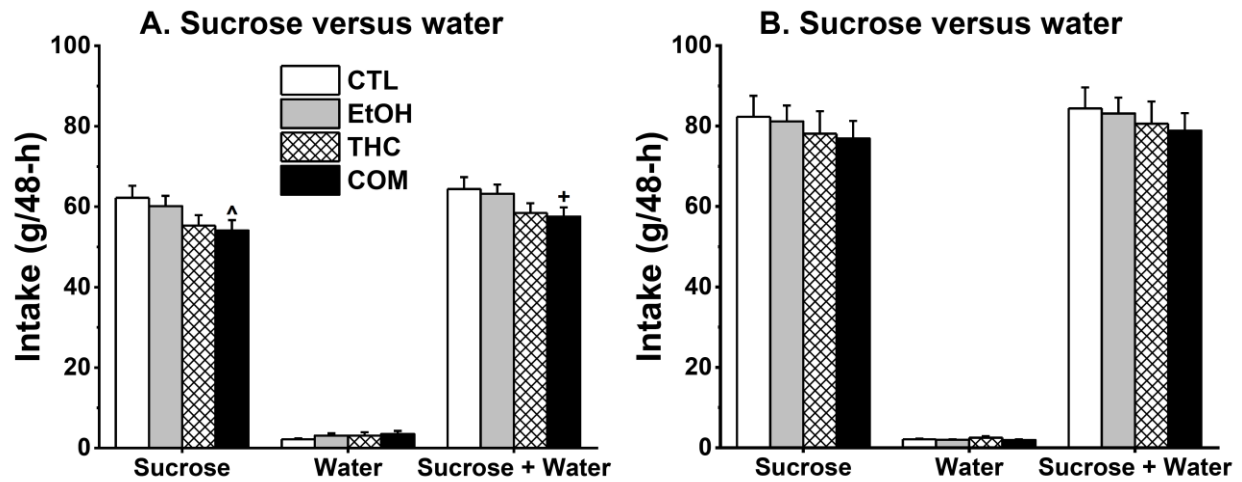 A. Sucrose versus water
100
80
60
40
20
0
Intake (g/48-h)
CTL
EtOH
THC
COM
^
+
Sucrose
Water
Sucrose + Water
B. Sucrose versus water
100
80
60
40
20
0
Intake (g/48-h)
Sucrose
Water
Sucrose + Water